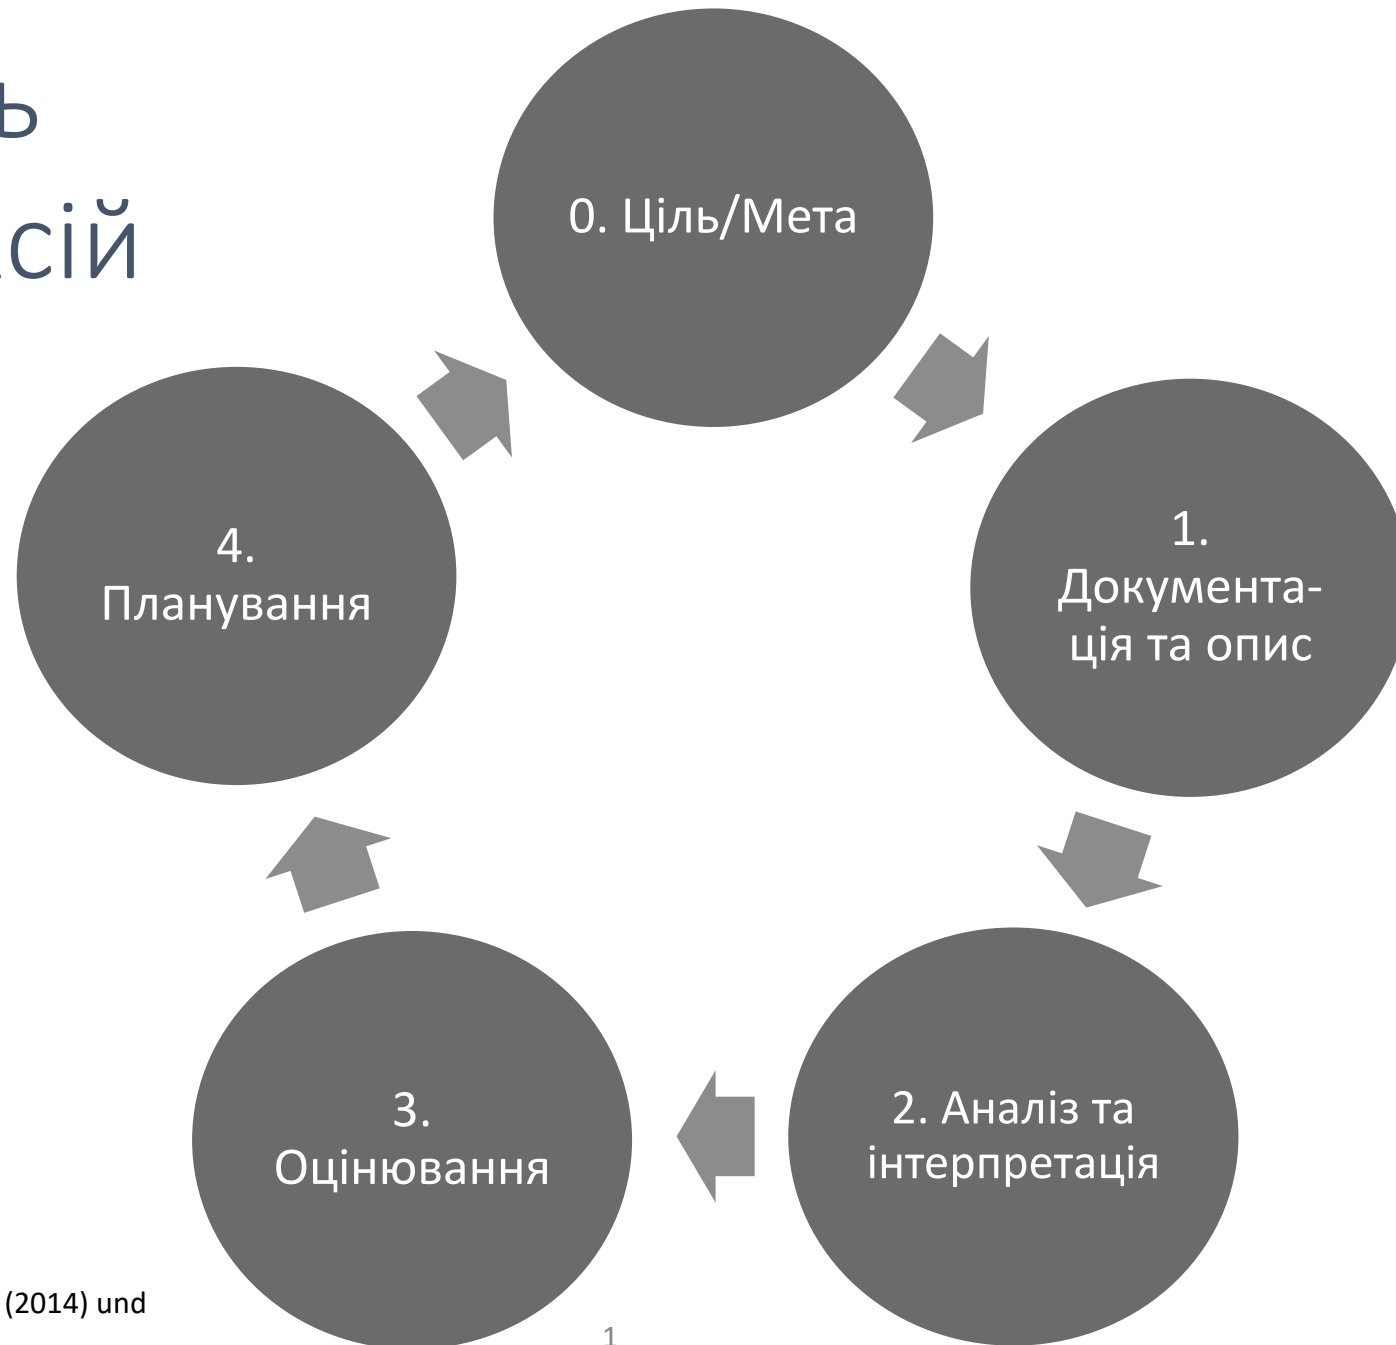 ь
сій
0. Ціль/Мета
1.
Документа-
ція та опис
2. Аналіз та
інтерпретація
3.
Оцінювання
4.
Планування
(2014) und
1